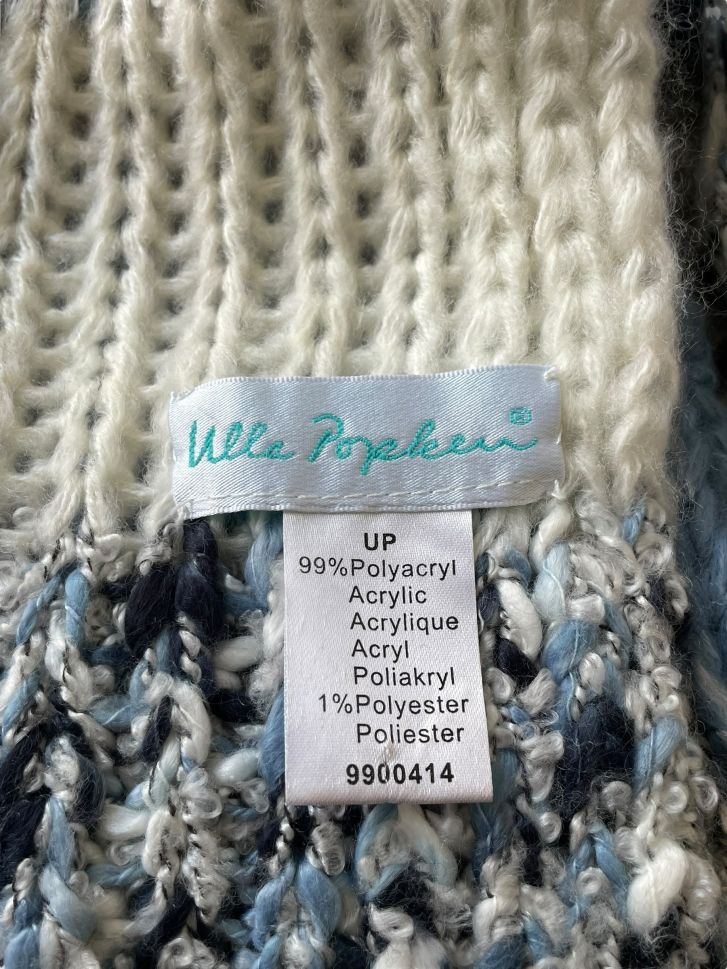 Ulla Popken®
UP
99%Polyacryl
Acrylic
Acrylique
Acryl
Poliakryl
1%Polyester
Poliester
9900414